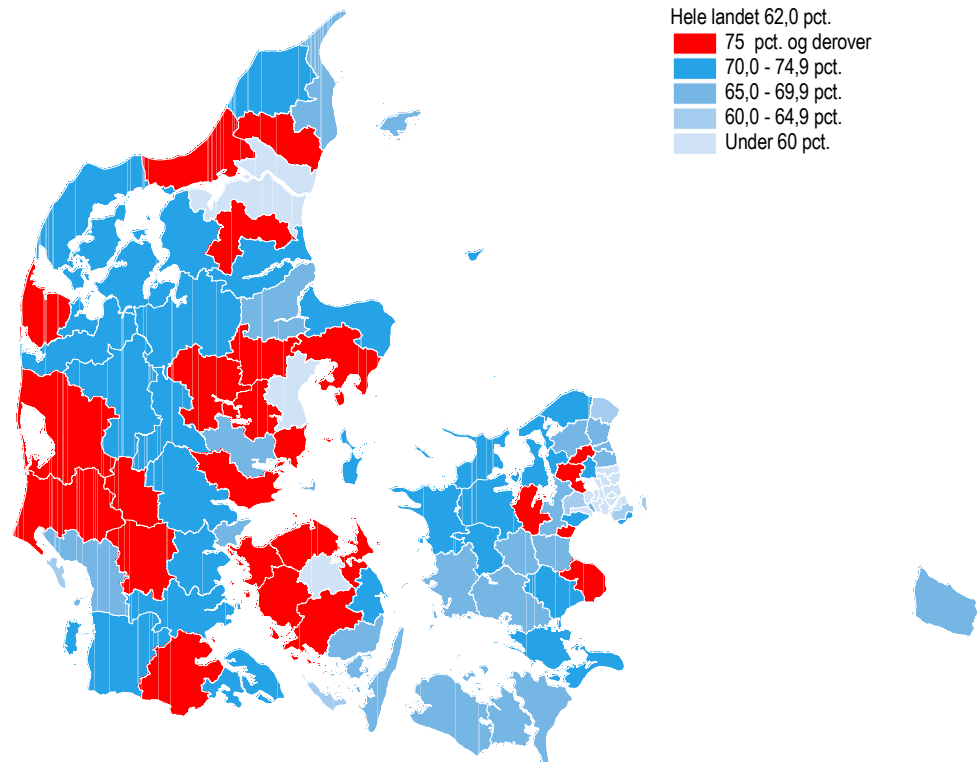 Hele landet 62,0 pct.
75 pct. og derover
70,0 - 74,9 pct.
65,0 - 69,9 pct.
60,0 - 64,9 pct.
Under 60 pct.